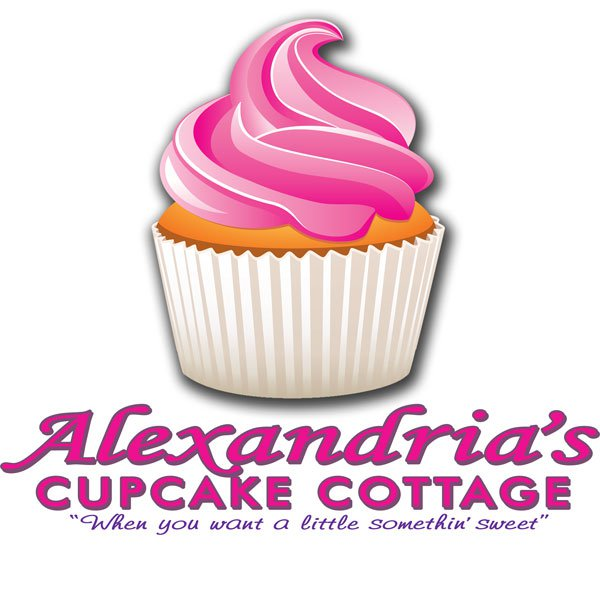 Alexandria's
CUPCAKE COTTAGE
"When you want a little somethin' sweet"